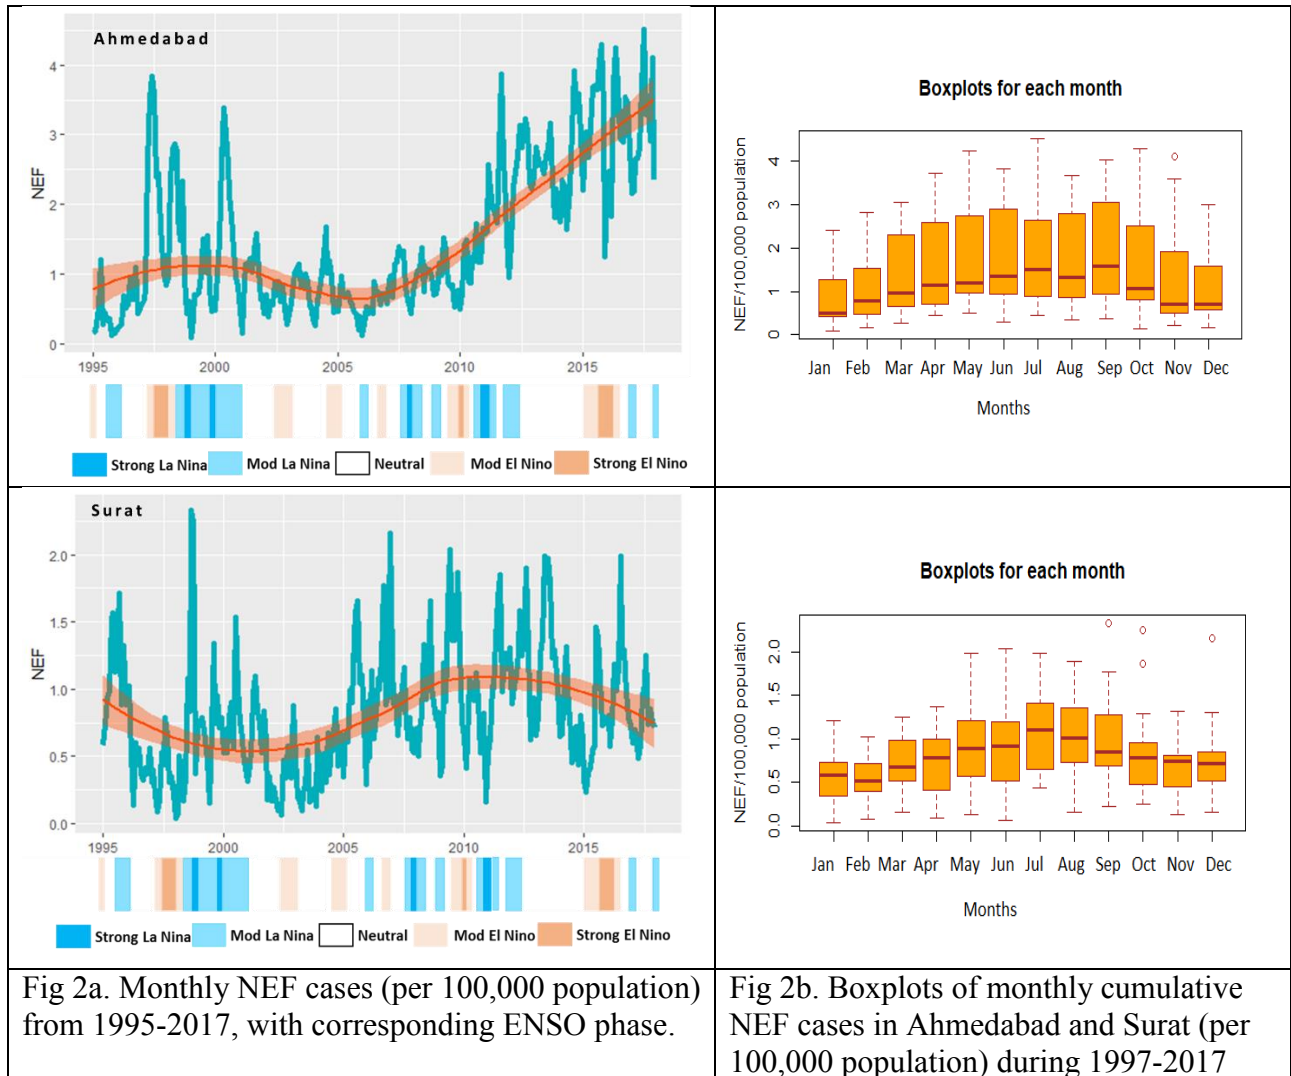 Ahmedabad
NEF
4
3
2
1
0
1995 2000 2005 2010 2015
Strong La Nina Mod La Nina Neutral Mod El Nino Strong El Nino
Boxplots for each month
NEF/100,000 population
4
3
2
1
0
Jan Feb Mar Apr May Jun Jul Aug Sep Oct Nov Dec
Months
Surat
NEF
2.0
1.5
1.0
0.5
0.0
1995 2000 2005 2010 2015
Strong La Nina Mod La Nina Neutral Mod El Nino Strong El Nino
Boxplots for each month
NEF/100,000 population
2.0
1.5
1.0
0.5
0.0
Jan Feb Mar Apr May Jun Jul Aug Sep Oct Nov Dec
Months
Fig 2a. Monthly NEF cases (per 100,000 population)
from 1995-2017, with corresponding ENSO phase.
Fig 2b. Boxplots of monthly cumulative
NEF cases in Ahmedabad and Surat (per
100,000 population) during 1997-2017